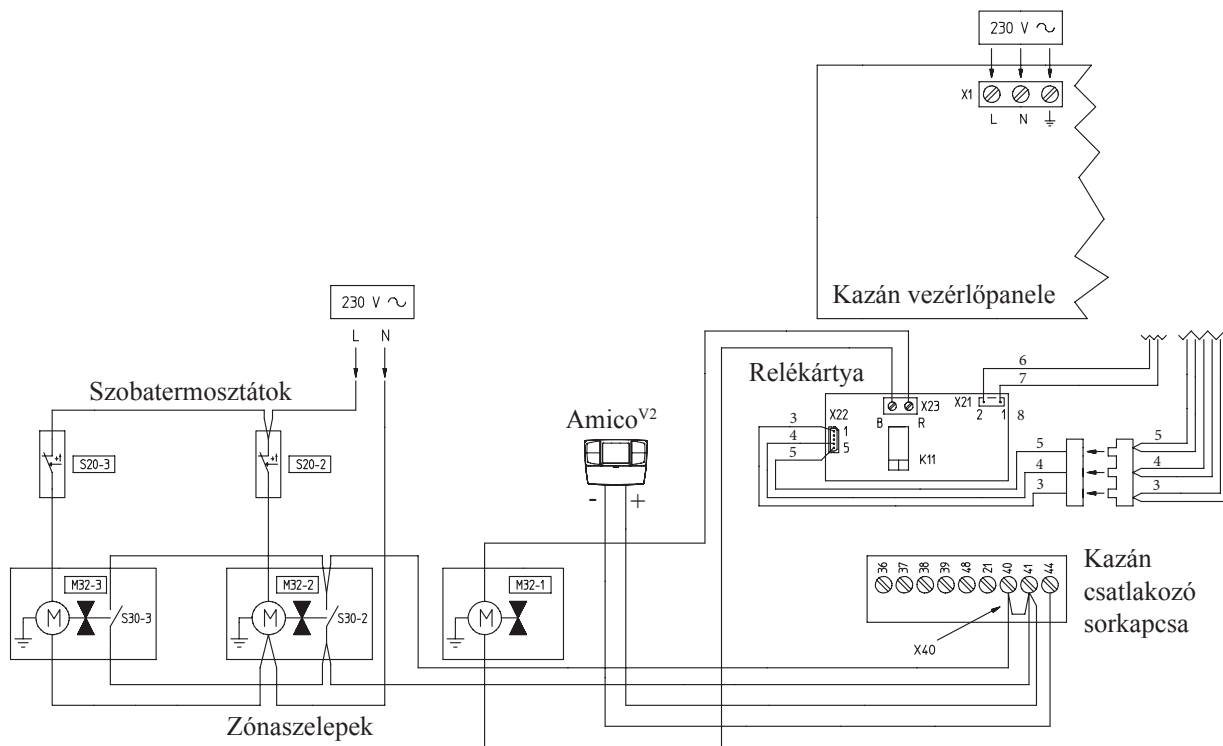 230 V ~
X1
L N
Kazán vezérlőpanele
230 V ~
L N
Szobatermosztátok
S20-3
S20-2
Amico V2
- +
Relékártya
X22
1
5
B R
X23
X21
2 1
8
K11
3
4
5
6
7
5
4
3
5
4
3
M32-3
S30-3
M
M32-2
S30-2
M
M32-1
M
36 37 38 39 48 21 40 41 44
X40
Kazán
csatlakozó
sorkapcsa
Zónaszelepek
+t
+t